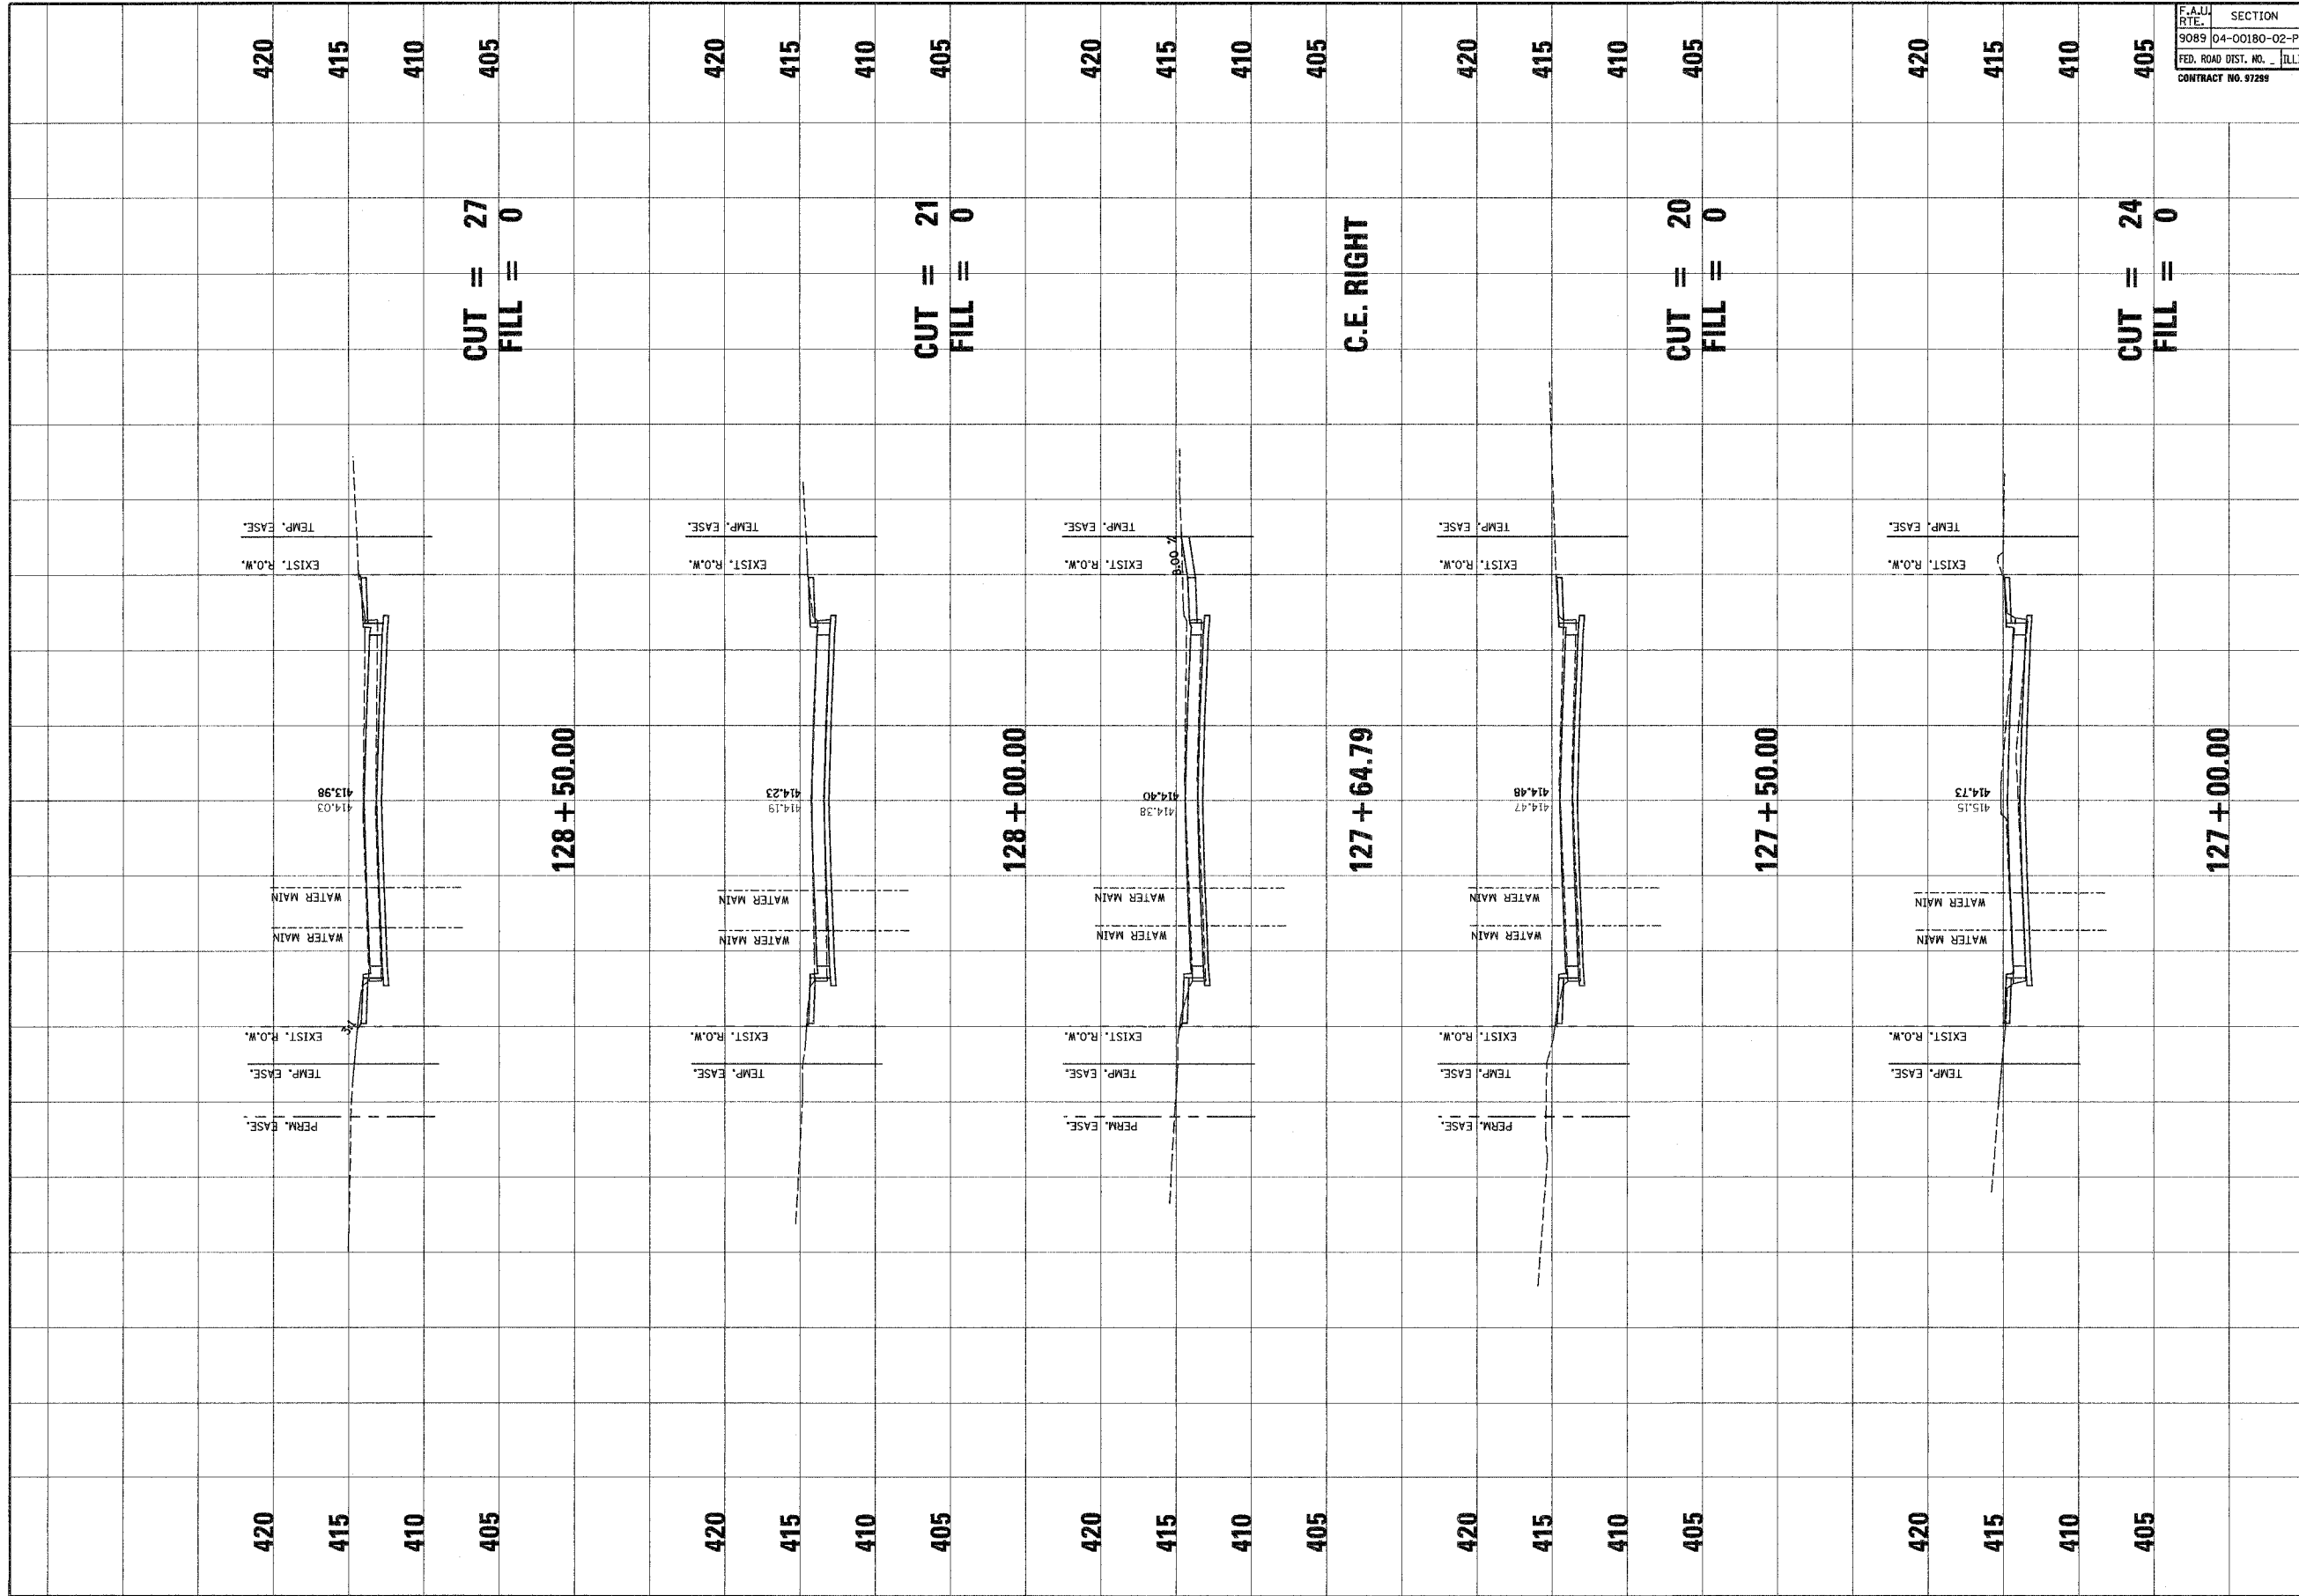 F.A.U. RTE. SECTION
9089 04-00180-02-P
FED. ROAD DIST. NO. _ ILL
CONTRACT NO. 97299
420 415 410 405
CUT = 27
FILL = 0
TEMP. EASE.
EXIST. R.O.W.
413.98
414.03
128 + 50.00
WATER MAIN
WATER MAIN
EXIST. R.O.W.
TEMP. EASE.
PERM. EASE.
420 415 410 405
420 415 410 405
CUT = 21
FILL = 0
TEMP. EASE.
EXIST. R.O.W.
414.23
414.19
128 + 00.00
WATER MAIN
WATER MAIN
EXIST. R.O.W.
TEMP. EASE.
420 415 410 405
420 415 410
C.E. RIGHT
TEMP. EASE.
8.00 %
EXIST. R.O.W.
414.40
414.38
127 + 64.79
WATER MAIN
WATER MAIN
EXIST. R.O.W.
TEMP. EASE.
PERM. EASE.
420 415 410
420 415 410 405
CUT = 20
FILL = 0
TEMP. EASE.
EXIST. R.O.W.
414.48
414.47
127 + 50.00
WATER MAIN
WATER MAIN
EXIST. R.O.W.
TEMP. EASE.
PERM. EASE.
420 415 410 405
420 415 410 405
CUT = 24
FILL = 0
TEMP. EASE.
EXIST. R.O.W.
414.73
415.15
127 + 00.00
WATER MAIN
WATER MAIN
EXIST. R.O.W.
TEMP. EASE.
420 415 410 405